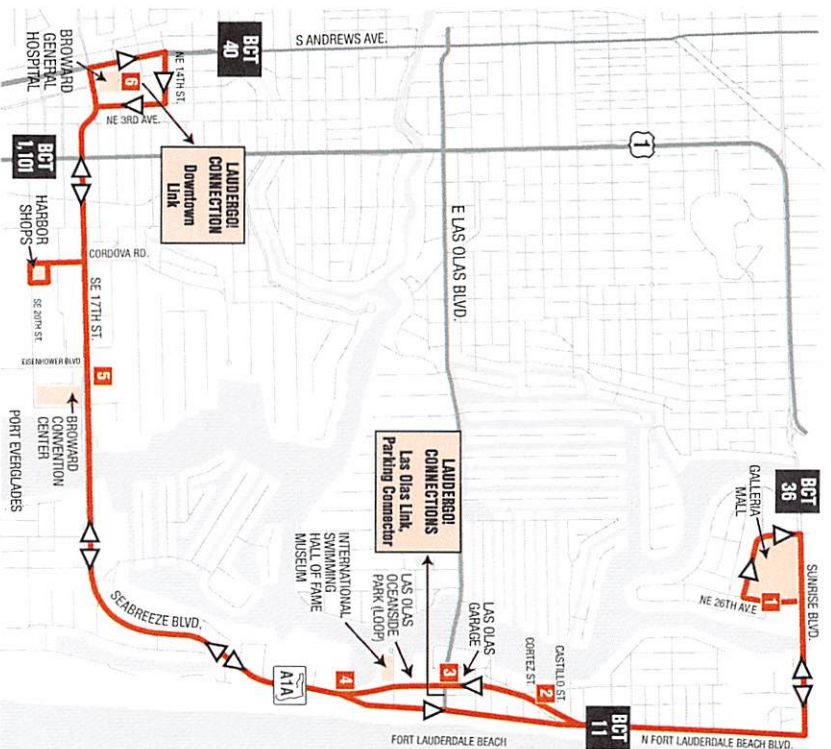 S ANDREWS AVE.
BCT
40
NE 14TH ST.
6
BROWARD
GENERAL
HOSPITAL
NE 3RD AVE.
LAUDERGO!
CONNECTION
Downtown
Link
BCT
1,101
1
HARBOR
SHOPS
CORDOVA RD.
SE 17TH ST.
SE 20TH ST.
EISENHOWER BLVD
5
BROWARD
CONVENTION
CENTER
PORT EVERGLADES
E LAS OLAS BLVD.
LAUDERGO!
CONNECTIONS
Las Olas Link,
Parking Connector
BCT
36
GALLERIA
MALL
SUNRISE BLVD.
1
NE 26TH AV.E
INTERNATIONAL
SWIMMING
HALL OF FAME
MUSEUM
LAS OLAS
OCEANSIDE
PARK (LOOP)
LAS OLAS
GARAGE
CASTILLO ST.
CORTEZ ST.
2
3
4
SEABREEZE BLVD,
A1A
BCT
11
FORT LAUDERDALE BEACH
N FORT LAUDERDALE BEACH BLVD.